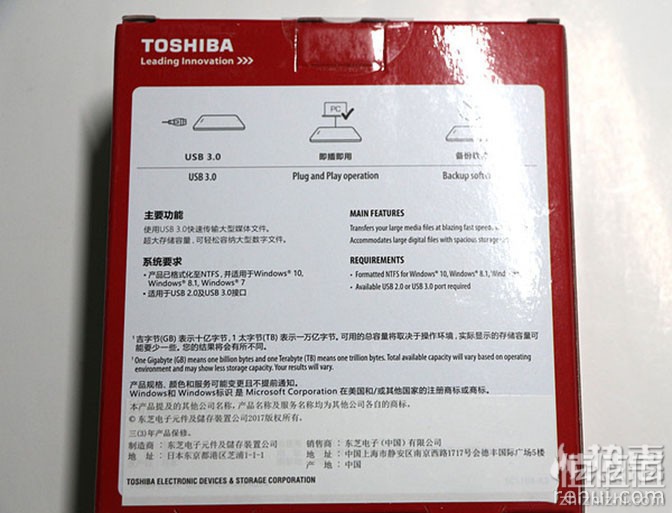 TOSHIBA
Leading Innovation >>>
PC
USB 3.0
即插即用
备份软
USB 3.0
Plug and Play operation
Backup softw
主要功能
使用USB 3.0快速传输大型媒体文件。
超大存储容量，可轻松容纳大型数字文件。
系统要求
• 产品已格式化至NTFS，并适用于Windows® 10,
Windows® 8.1, Windows® 7
• 适用于USB 2.0及USB 3.0接口
MAIN FEATURES
Transfers your large media files at blazing fast speed
Accommodates large digital files with spacious storage
REQUIREMENTS
• Formatted NTFS for Windows® 10, Windows® 8.1,
• Available USB 2.0 or USB 3.0 port required
¹吉字节(GB) 表示十亿字节，1 太字节(TB) 表示一万亿字节。可用的总容量将取决于操作环境，实际显示的存储容量可
能要少一些。您的结果将会有所不同。
¹One Gigabyte (GB) means one billion bytes and one Terabyte (TB) means one trillion bytes. Total available capacity will vary based on operating
environment and may show less storage capacity. Your results will vary.
产品规格、颜色和服务可能变更且不提前通知。
Windows和 Windows标识 是 Microsoft Corporation 在美国和/或其他国家的注册商标或商标。
本产品提及的其他公司名称，产品名称及服务名称均为其公司各自的商标。
© 东芝电子元件及儲存裝置公司2017版权所有。
三(3)年产品保修。
制造商 ：东芝电子元件及儲存裝置公司
地 址 ：日本东京都港区芝浦1-1-1
销售商 ：东芝电子(中国)有限公司
地 址 ：中国上海市静安区南京西路1717号会德丰国际广场5楼
产 地 ：中国
TOSHIBA ELECTRONIC DEVICES & STORAGE CORPORATION